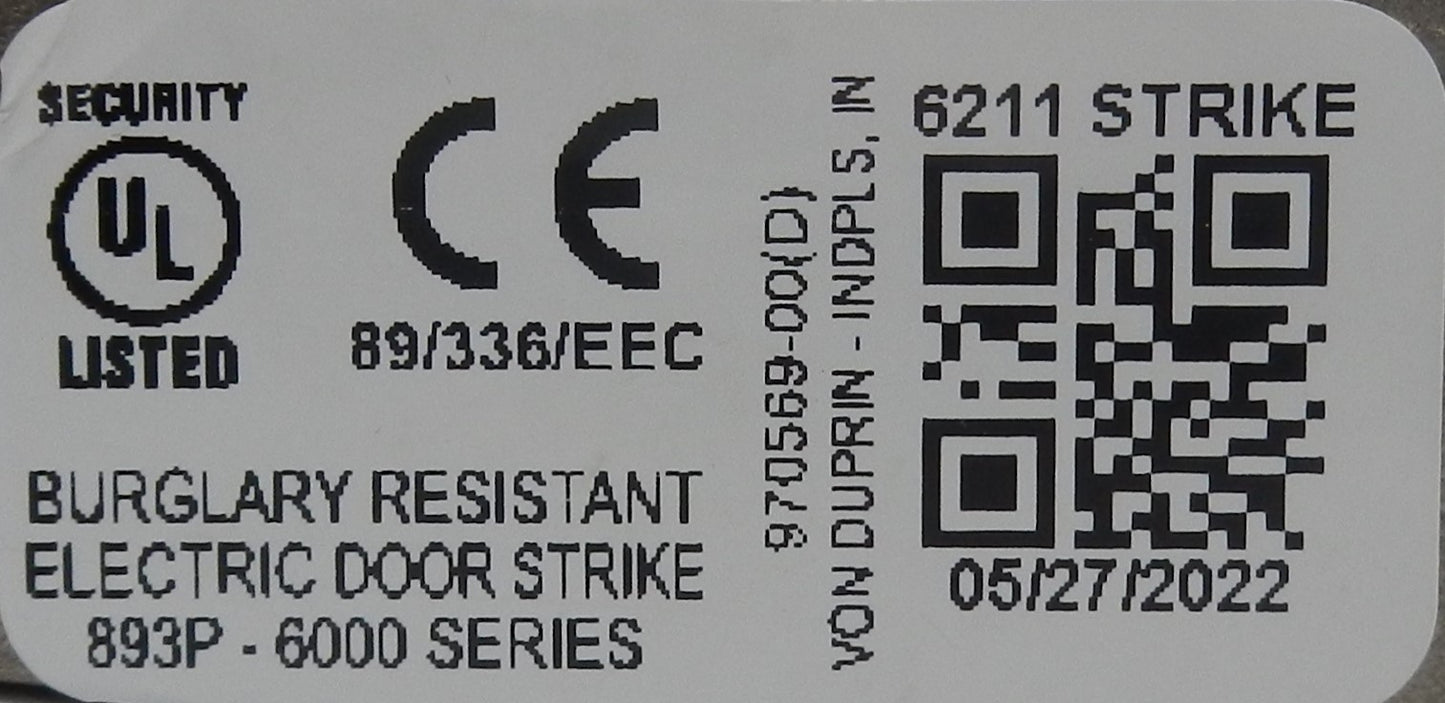 SECURITY
UL
LISTED
CE
89/336/EEC
BURGLARY RESISTANT
ELECTRIC DOOR STRIKE
893P - 6000 SERIES
970569-00(D)
VON DUPRIN - INDPLS, IN
6211 STRIKE
05/27/2022